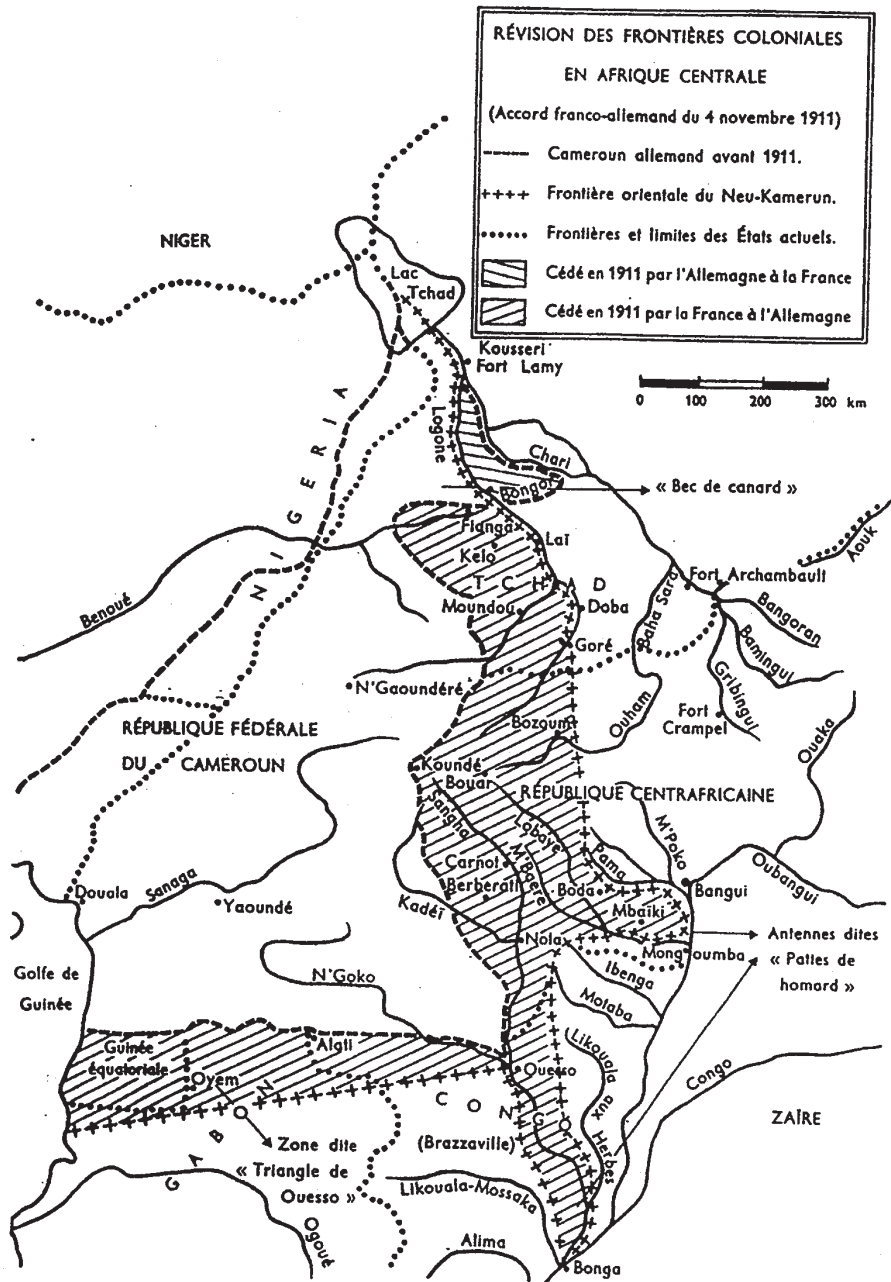 RÉVISION DES FRONTIÈRES COLONIALES
EN AFRIQUE CENTRALE
(Accord franco-allemand du 4 novembre 1911)
Cameroun allemand avant 1911.
Frontière orientale du Neu-Kamerun.
Frontières et limites des États actuels.
Cédé en 1911 par l'Allemagne à la France
Cédé en 1911 par la France à l'Allemagne
NIGER
Lac
Tchad
Kousseri
Fort Lamy
0 100 200 300 km
NIGERIA
Logone
Chari
Bongor
« Bec de canard »
Fianga
Laï
Kelo
Aouk
TCHAD
Fort Archambault
Benoué
Moundou
Doba
Baha Sara
Bangoran
Goré
Bamingui
Gribingui
N'Gaoundéré
Ouham
Fort
Crampel
Bozoum
Ouaka
RÉPUBLIQUE FÉDÉRALE
DU CAMEROUN
Koundé
Bouar
RÉPUBLIQUE CENTRAFRICAINE
Sangha
Lobaye
M'Poko
Pama
M'Baere
Carnot
Berberati
Boda
Bangui
Oubangui
Douala
Sanaga
Yaoundé
Kadéï
Mbaïki
Nola
Mongoumba
Antennes dites
« Pattes de
homard »
Golfe de
Guinée
N'Goko
Ibenga
Motaba
Likouala aux Herbes
Guinée
équatoriale
Alati
Oyem
Ouesso
Congo
GABON
CONGO
(Brazzaville)
ZAÏRE
Zone dite
« Triangle de
Ouesso »
Likouala-Mossaka
Ogoué
Alima
Bonga